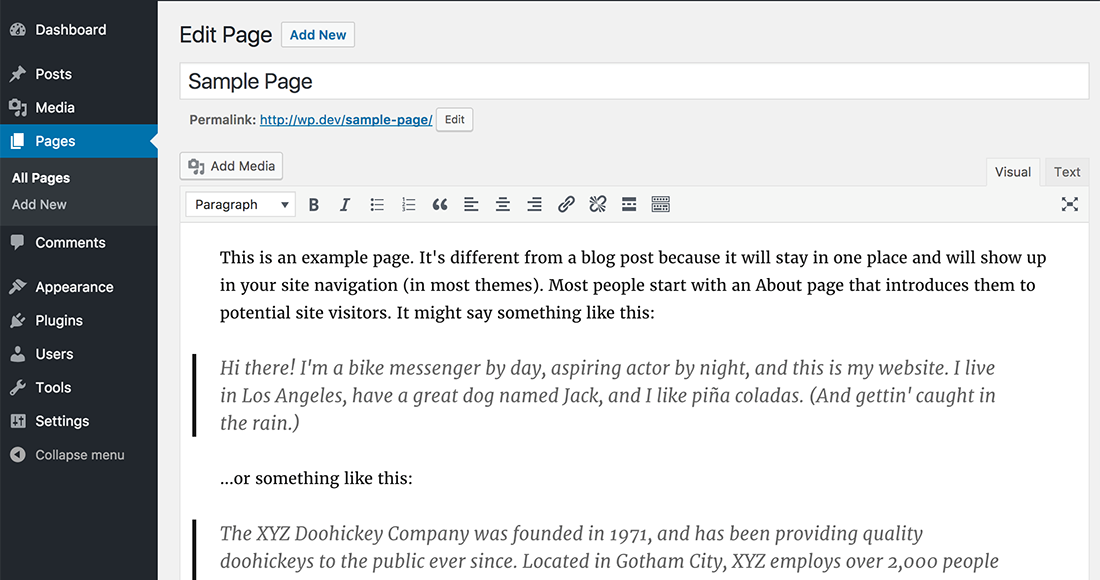 Dashboard
Posts
Media
Pages
All Pages
Add New
Comments
Appearance
Plugins
Users
Tools
Settings
Collapse menu
Edit Page Add New
Sample Page
Permalink: http://wp.dev/sample-page/ Edit
Add Media
Visual Text
Paragraph
This is an example page. It's different from a blog post because it will stay in one place and will show up
in your site navigation (in most themes). Most people start with an About page that introduces them to
potential site visitors. It might say something like this:
Hi there! I'm a bike messenger by day, aspiring actor by night, and this is my website. I live
in Los Angeles, have a great dog named Jack, and I like piña coladas. (And gettin' caught in
the rain.)
...or something like this:
The XYZ Doohickey Company was founded in 1971, and has been providing quality
doohickeys to the public ever since. Located in Gotham City, XYZ employs over 2,000 people